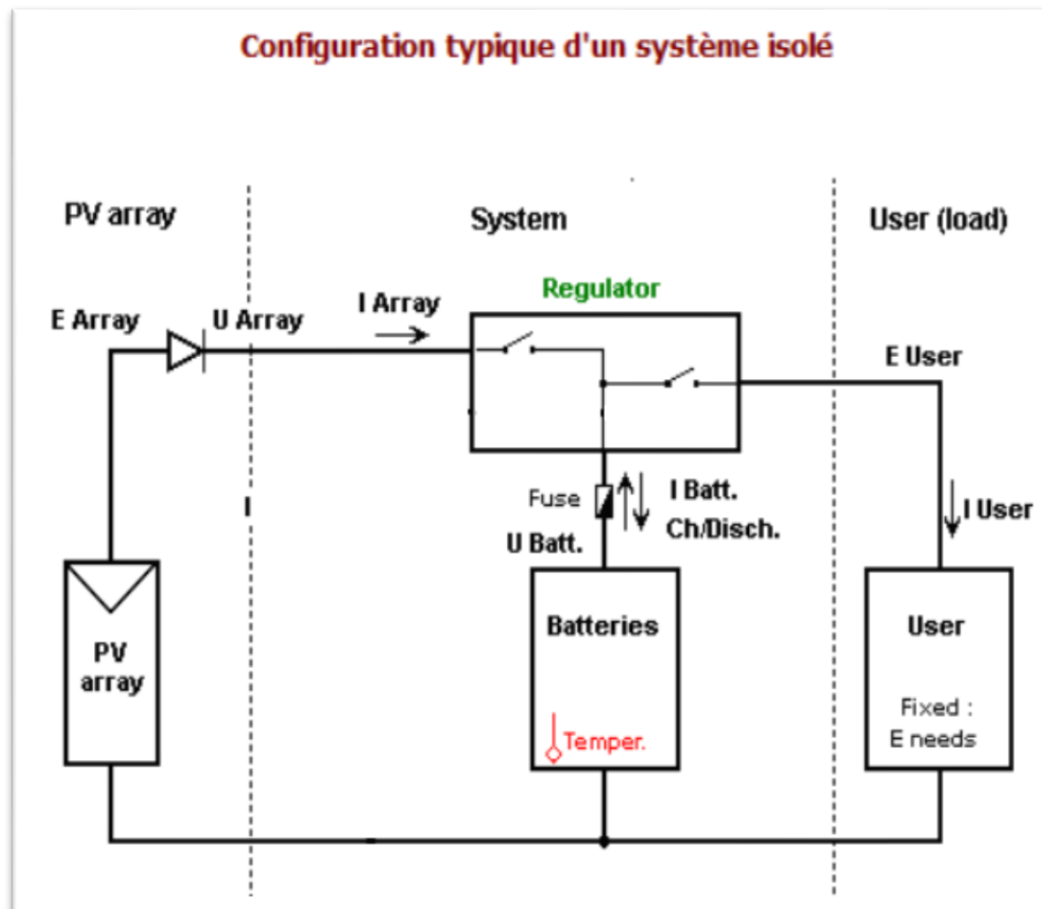 Configuration typique d'un système isolé
PV array
System
User (load)
Regulator
I Array
E Array
U Array
E User
Fuse
I Batt.
Ch/Disch.
U Batt.
I User
I
Batteries
Temper.
User
Fixed :
E needs
PV
array